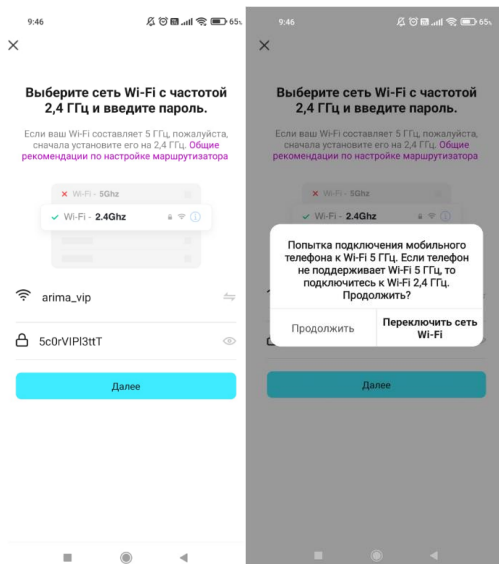 9:46
65%
Выберите сеть Wi-Fi с частотой
2,4 ГГц и введите пароль.
Если ваш Wi-Fi составляет 5 ГГц, пожалуйста,
сначала установите его на 2,4 ГГц. Общие
рекомендации по настройке маршрутизатора
Wi-Fi - 5Ghz
Wi-Fi - 2.4Ghz
arima_vip
5c0rVIPl3ttT
Далее
9:46
65%
Выберите сеть Wi-Fi с частотой
2,4 ГГц и введите пароль.
Если ваш Wi-Fi составляет 5 ГГц, пожалуйста,
сначала установите его на 2,4 ГГц. Общие
рекомендации по настройке маршрутизатора
Wi-Fi - 5Ghz
Wi-Fi - 2.4Ghz
Попытка подключения мобильного
телефона к Wi-Fi 5 ГГц. Если телефон
не поддерживает Wi-Fi 5 ГГц, то
подключитесь к Wi-Fi 2,4 ГГц.
Продолжить?
Продолжить
Переключить сеть
Wi-Fi
Далее